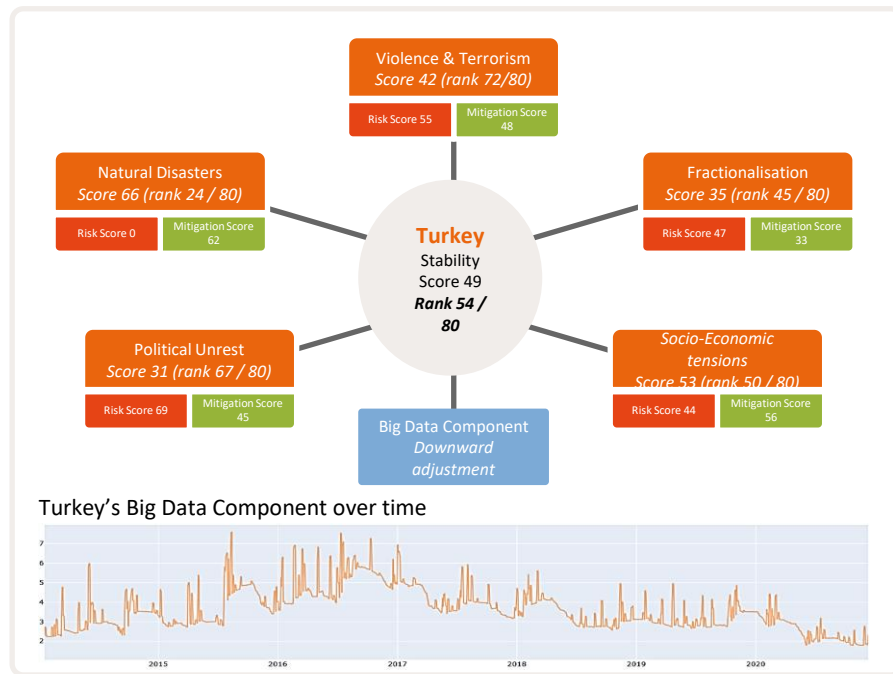 Violence & Terrorism
Score 42 (rank 72/80)
Risk Score 55
Mitigation Score
48
Natural Disasters
Score 66 (rank 24 / 80)
Risk Score 0
Mitigation Score
62
Fractionalisation
Score 35 (rank 45 / 80)
Risk Score 47
Mitigation Score
33
Turkey
Stability
Score 49
Rank 54 /
80
Political Unrest
Score 31 (rank 67 / 80)
Risk Score 69
Mitigation Score
45
Socio-Economic
tensions
Score 53 (rank 50 / 80)
Risk Score 44
Mitigation Score
56
Big Data Component
Downward
adjustment
Turkey's Big Data Component over time
7
6
5
4
3
2
2015
2016
2017
2018
2019
2020